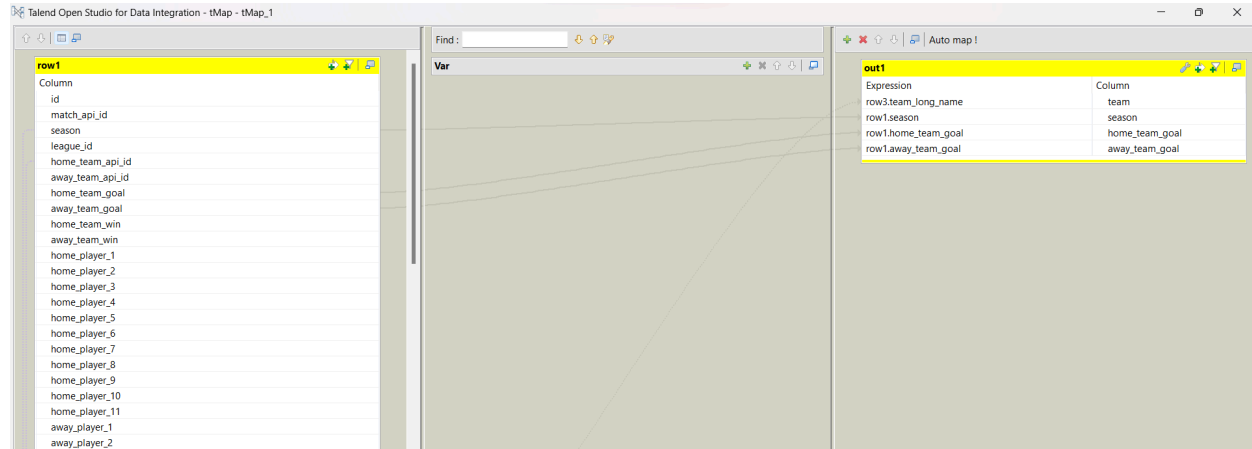 Talend Open Studio for Data Integration - tMap - tMap_1
Find :
Auto map !
row1
Column
id
match_api_id
season
league_id
home_team_api_id
away_team_api_id
home_team_goal
away_team_goal
home_team_win
away_team_win
home_player_1
home_player_2
home_player_3
home_player_4
home_player_5
home_player_6
home_player_7
home_player_8
home_player_9
home_player_10
home_player_11
away_player_1
away_player_2
Var
out1
Expression Column
row3.team_long_name team
row1.season season
row1.home_team_goal home_team_goal
row1.away_team_goal away_team_goal